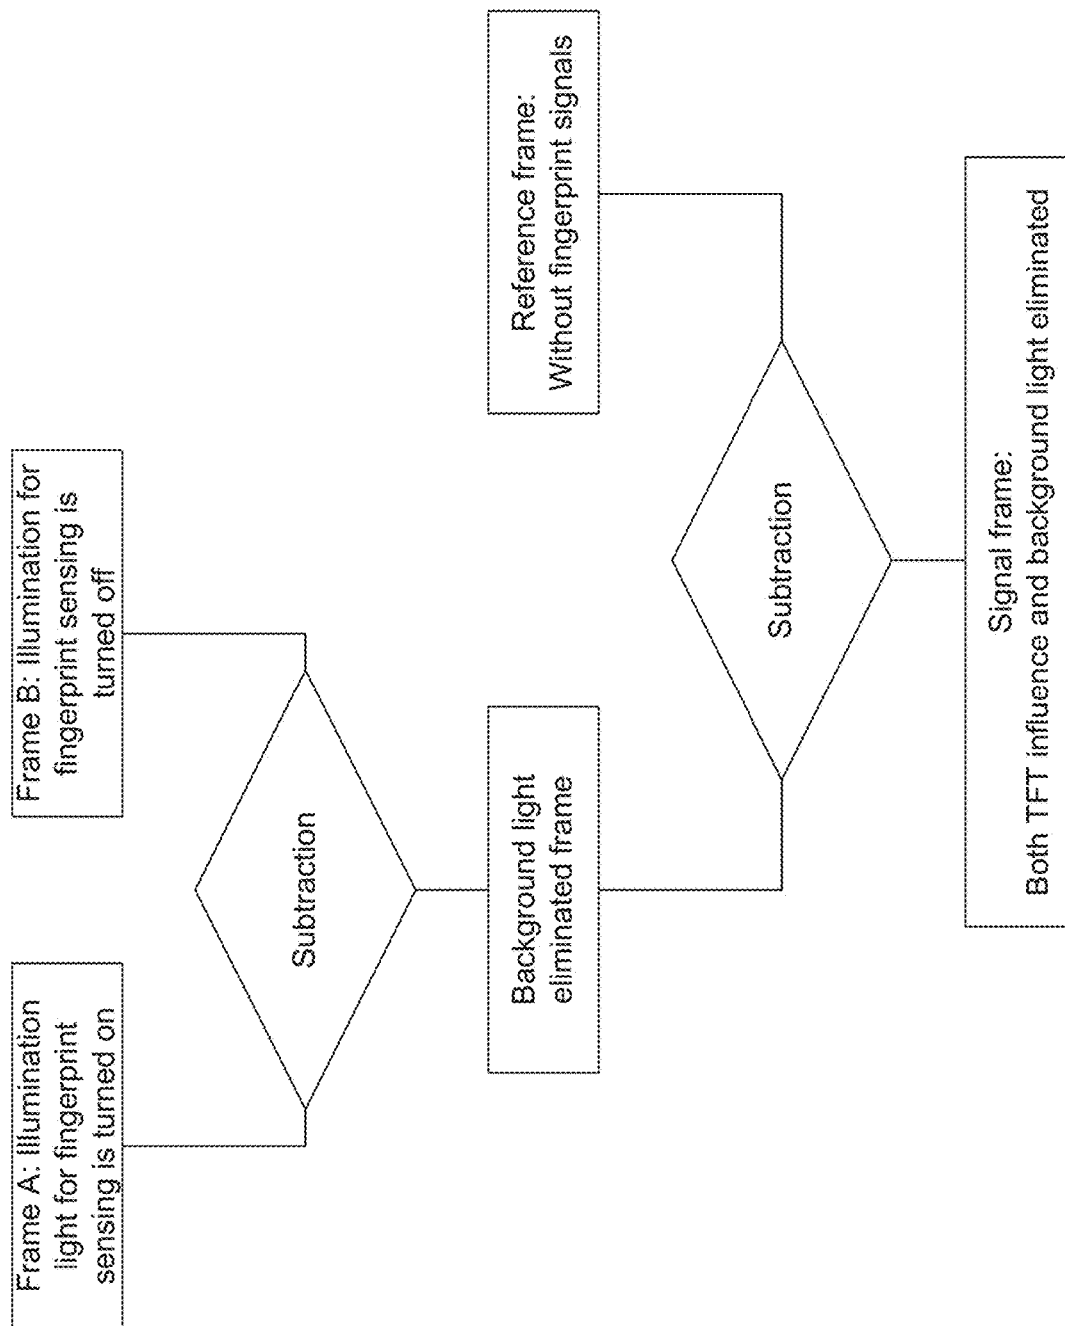 Frame A: Illumination
light for fingerprint
sensing is turned on
Frame B: Illumination for
fingerprint sensing is
turned off
Subtraction
Background light
eliminated frame
Reference frame:
Without fingerprint signals
Subtraction
Signal frame:
Both TFT influence and background light eliminated